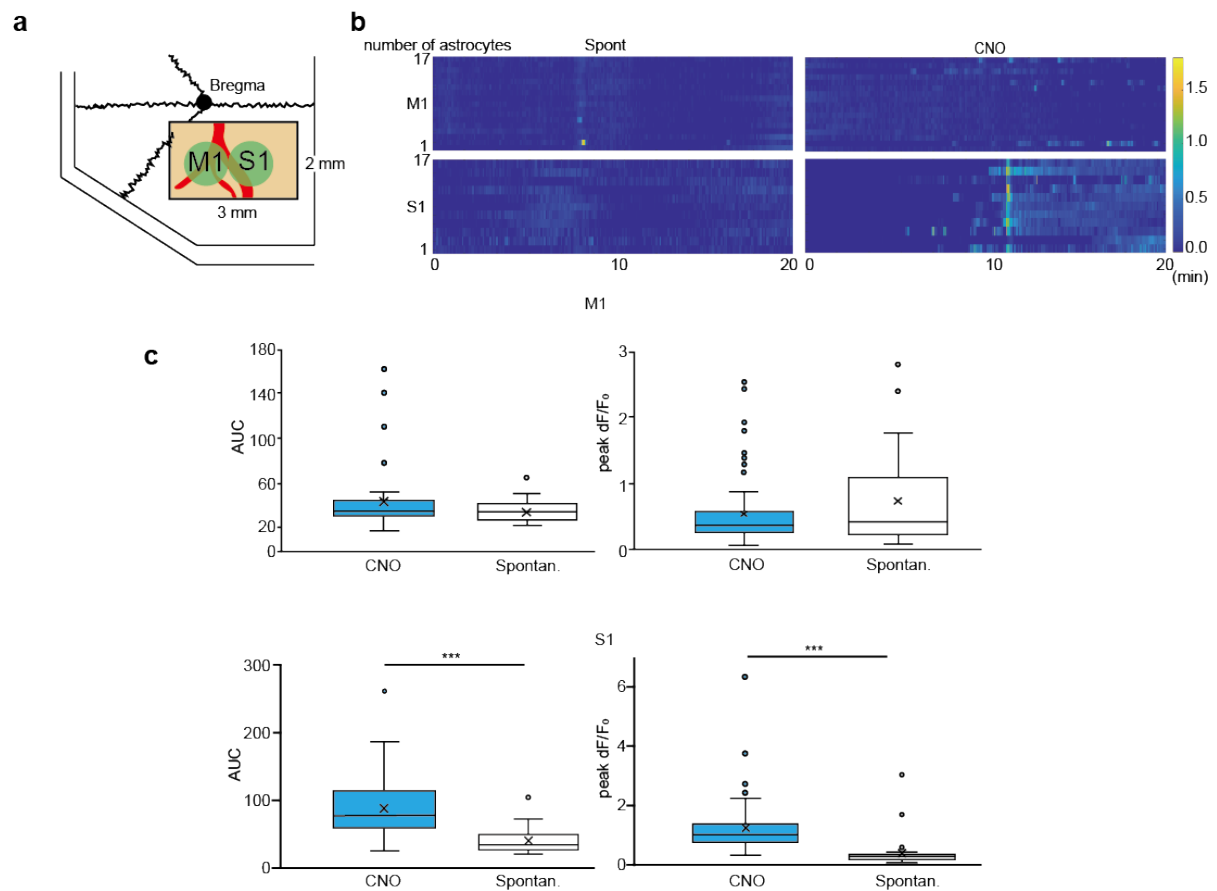 a
Bregma
M1 S1
2 mm
3 mm
b
number of astrocytes Spont CNO
17
M1
1
17
S1
1
0 10 20
0 10 20
(min)
1.5
1.0
0.5
0.0
M1
c
180
140
100
60
20
0
AUC
CNO Spontan.
3
2
1
0
peak dF/F₀
CNO Spontan.
S1
***
300
200
100
0
AUC
CNO Spontan.
***
6
4
2
0
peak dF/F₀
CNO Spontan.